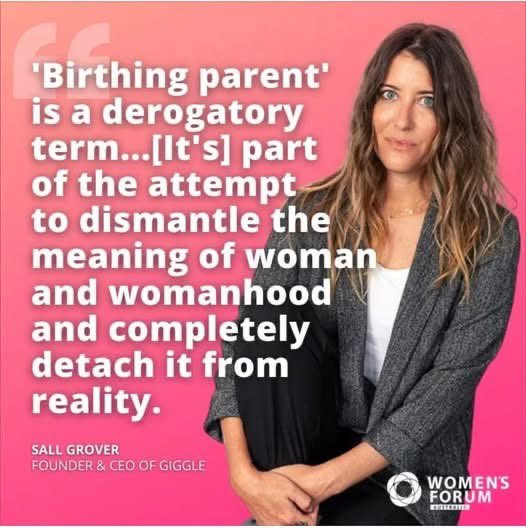 'Birthing parent'
is a derogatory
term...[It's] part
of the attempt
to dismantle the
meaning of woman
and womanhood
and completely
detach it from
reality.
SALL GROVER
FOUNDER & CEO OF GIGGLE
WOMEN'S
FORUM
AUSTRALIA